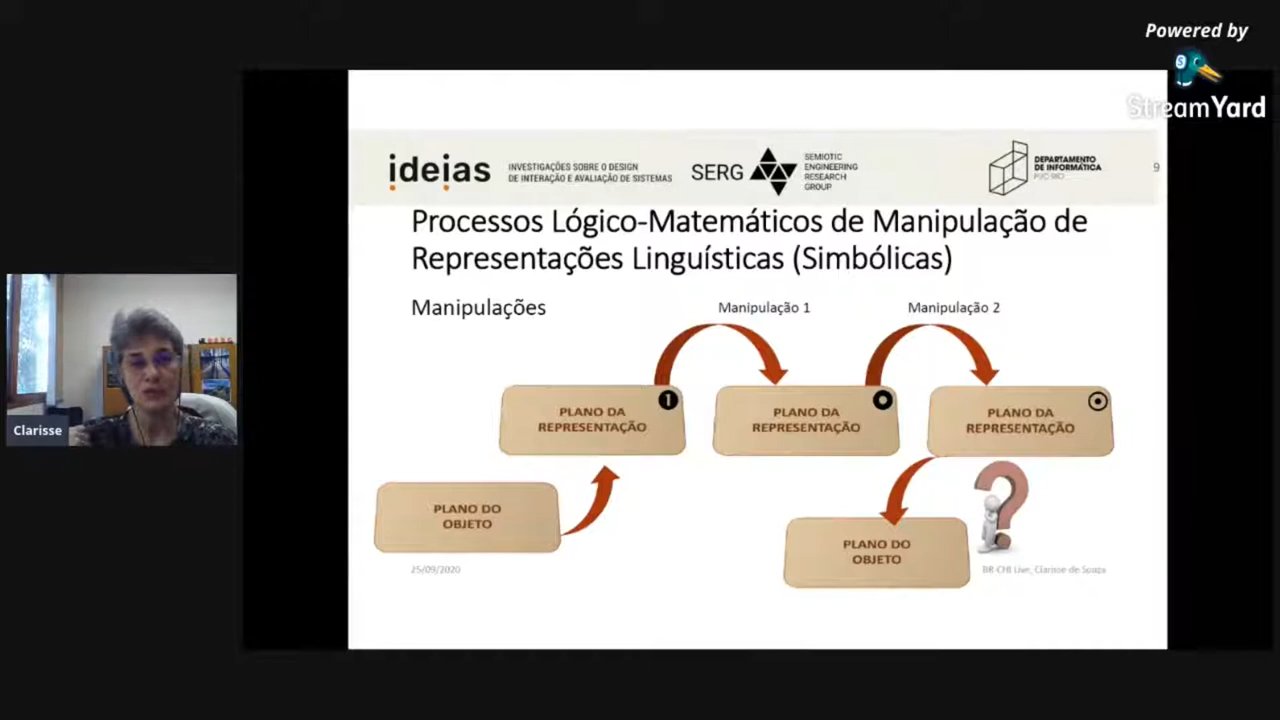 Powered by
StreamYard
ideias
INVESTIGAÇÕES SOBRE O DESIGN
DE INTERAÇÃO E AVALIAÇÃO DE SISTEMAS
SERG
SEMIOTIC
ENGINEERING
RESEARCH
GROUP
DEPARTAMENTO
DE INFORMÁTICA
PUC-RIO
9
Processos Lógico-Matemáticos de Manipulação de
Representações Linguísticas (Simbólicas)
Manipulações
Manipulação 1
Manipulação 2
1
PLANO DA
REPRESENTAÇÃO
PLANO DA
REPRESENTAÇÃO
PLANO DA
REPRESENTAÇÃO
Clarisse
PLANO DO
OBJETO
?
PLANO DO
OBJETO
25/09/2020
BR-CHI Live, Clarisse de Souza